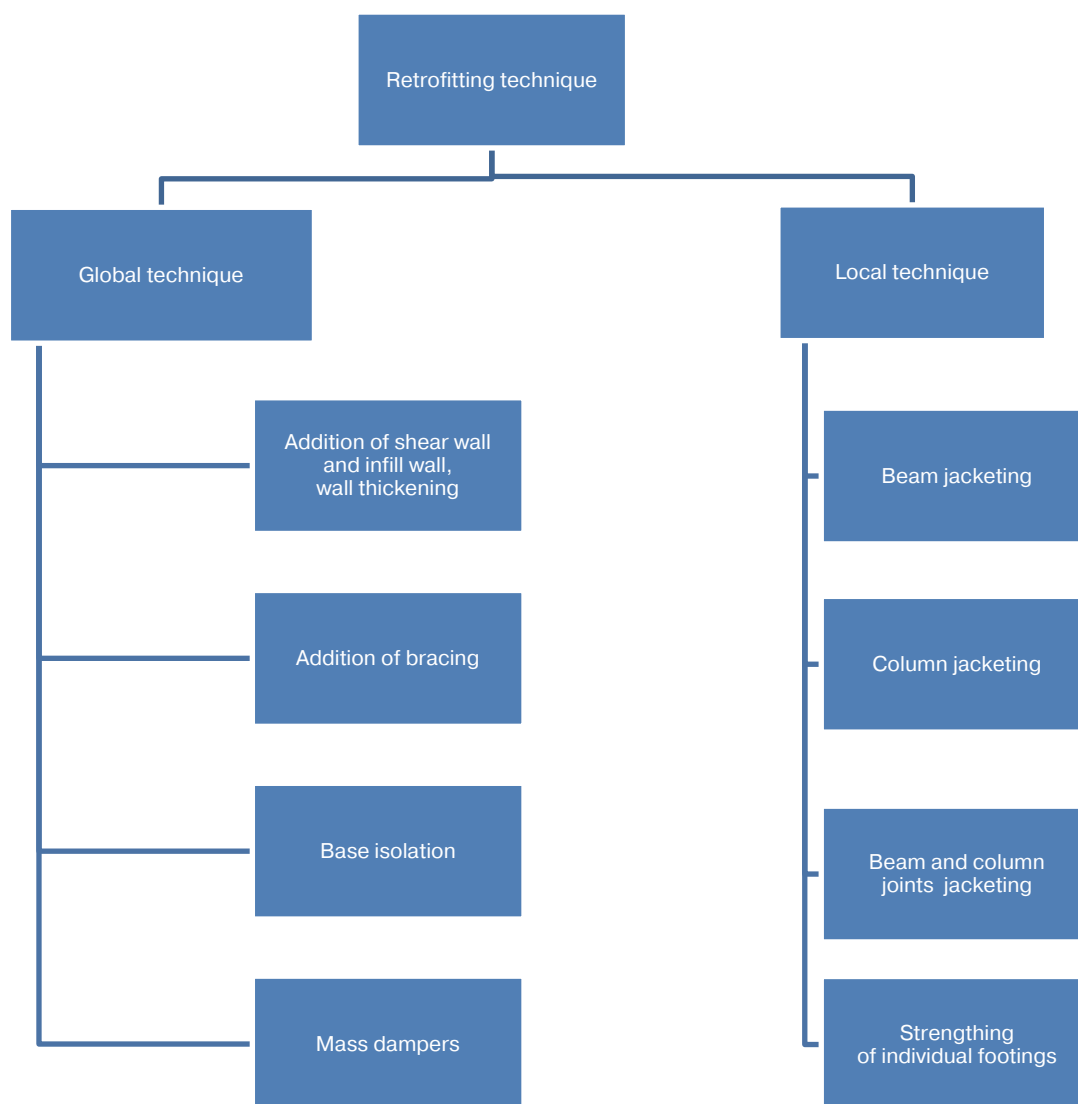 Retrofitting technique
Global technique
Local technique
Addition of shear wall
and infill wall,
wall thickening
Addition of bracing
Base isolation
Mass dampers
Beam jacketing
Column jacketing
Beam and column
joints  jacketing
Strengthing
of individual footings